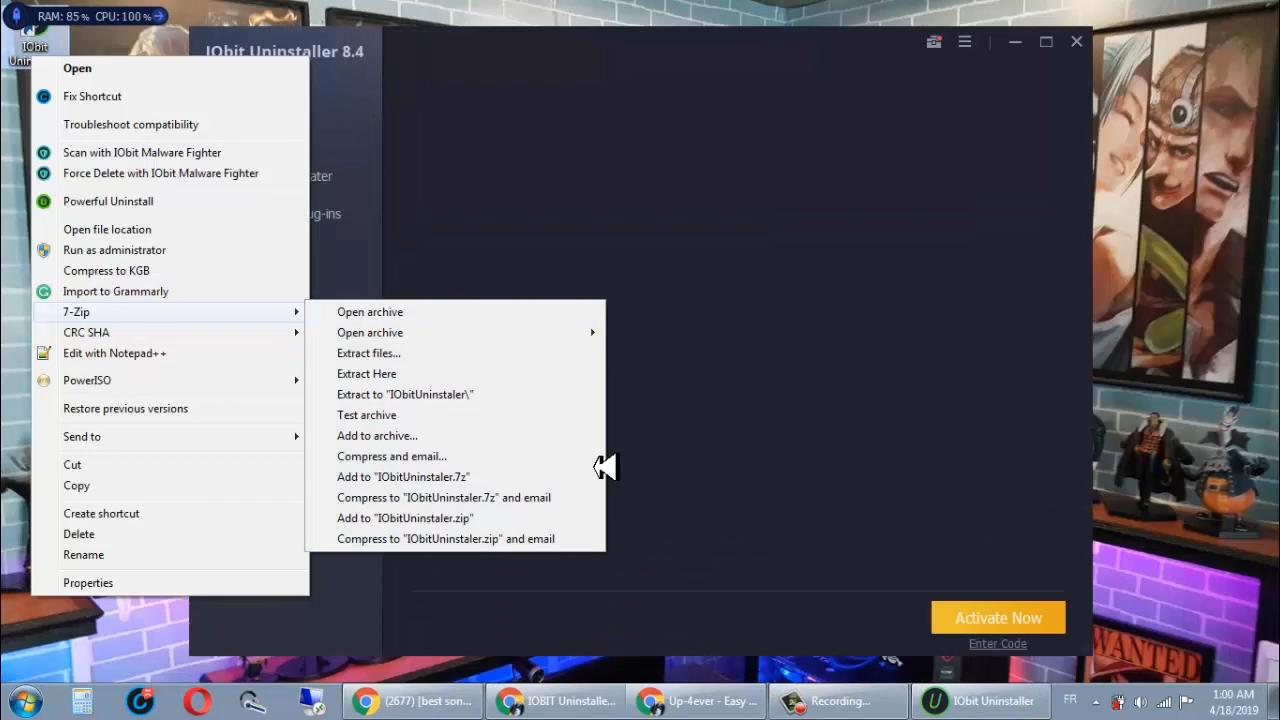 RAM: 85 % CPU: 100 %
IObit
IObit Uninstaller 8.4
Open
Fix Shortcut
Troubleshoot compatibility
Scan with IObit Malware Fighter
Force Delete with IObit Malware Fighter
Powerful Uninstall
Open file location
Run as administrator
Compress to KGB
Import to Grammarly
7-Zip
CRC SHA
Edit with Notepad++
PowerISO
Restore previous versions
Send to
Cut
Copy
Create shortcut
Delete
Rename
Properties
ater
ug-ins
Open archive
Open archive
Extract files...
Extract Here
Extract to "IObitUninstaler\"
Test archive
Add to archive...
Compress and email...
Add to "IObitUninstaler.7z"
Compress to "IObitUninstaler.7z" and email
Add to "IObitUninstaler.zip"
Compress to "IObitUninstaler.zip" and email
Activate Now
Enter Code
WANTED
(2677) [best son...
IOBIT Uninstalle...
Up-4ever - Easy ...
Recording...
IObit Uninstaller
FR
1:00 AM
4/18/2019